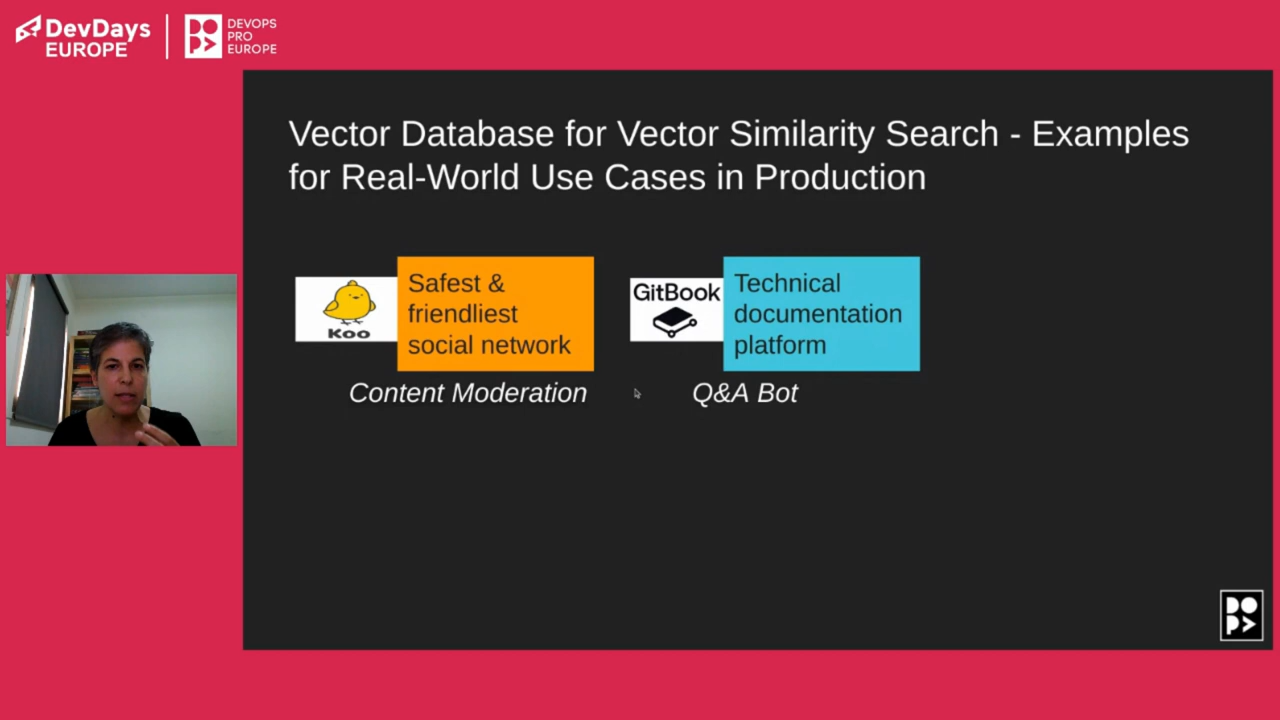 DevDays
EUROPE
DEVOPS
PRO
EUROPE
Vector Database for Vector Similarity Search - Examples
for Real-World Use Cases in Production
Koo
Safest &
friendliest
social network
Content Moderation
GitBook
Technical
documentation
platform
Q&A Bot